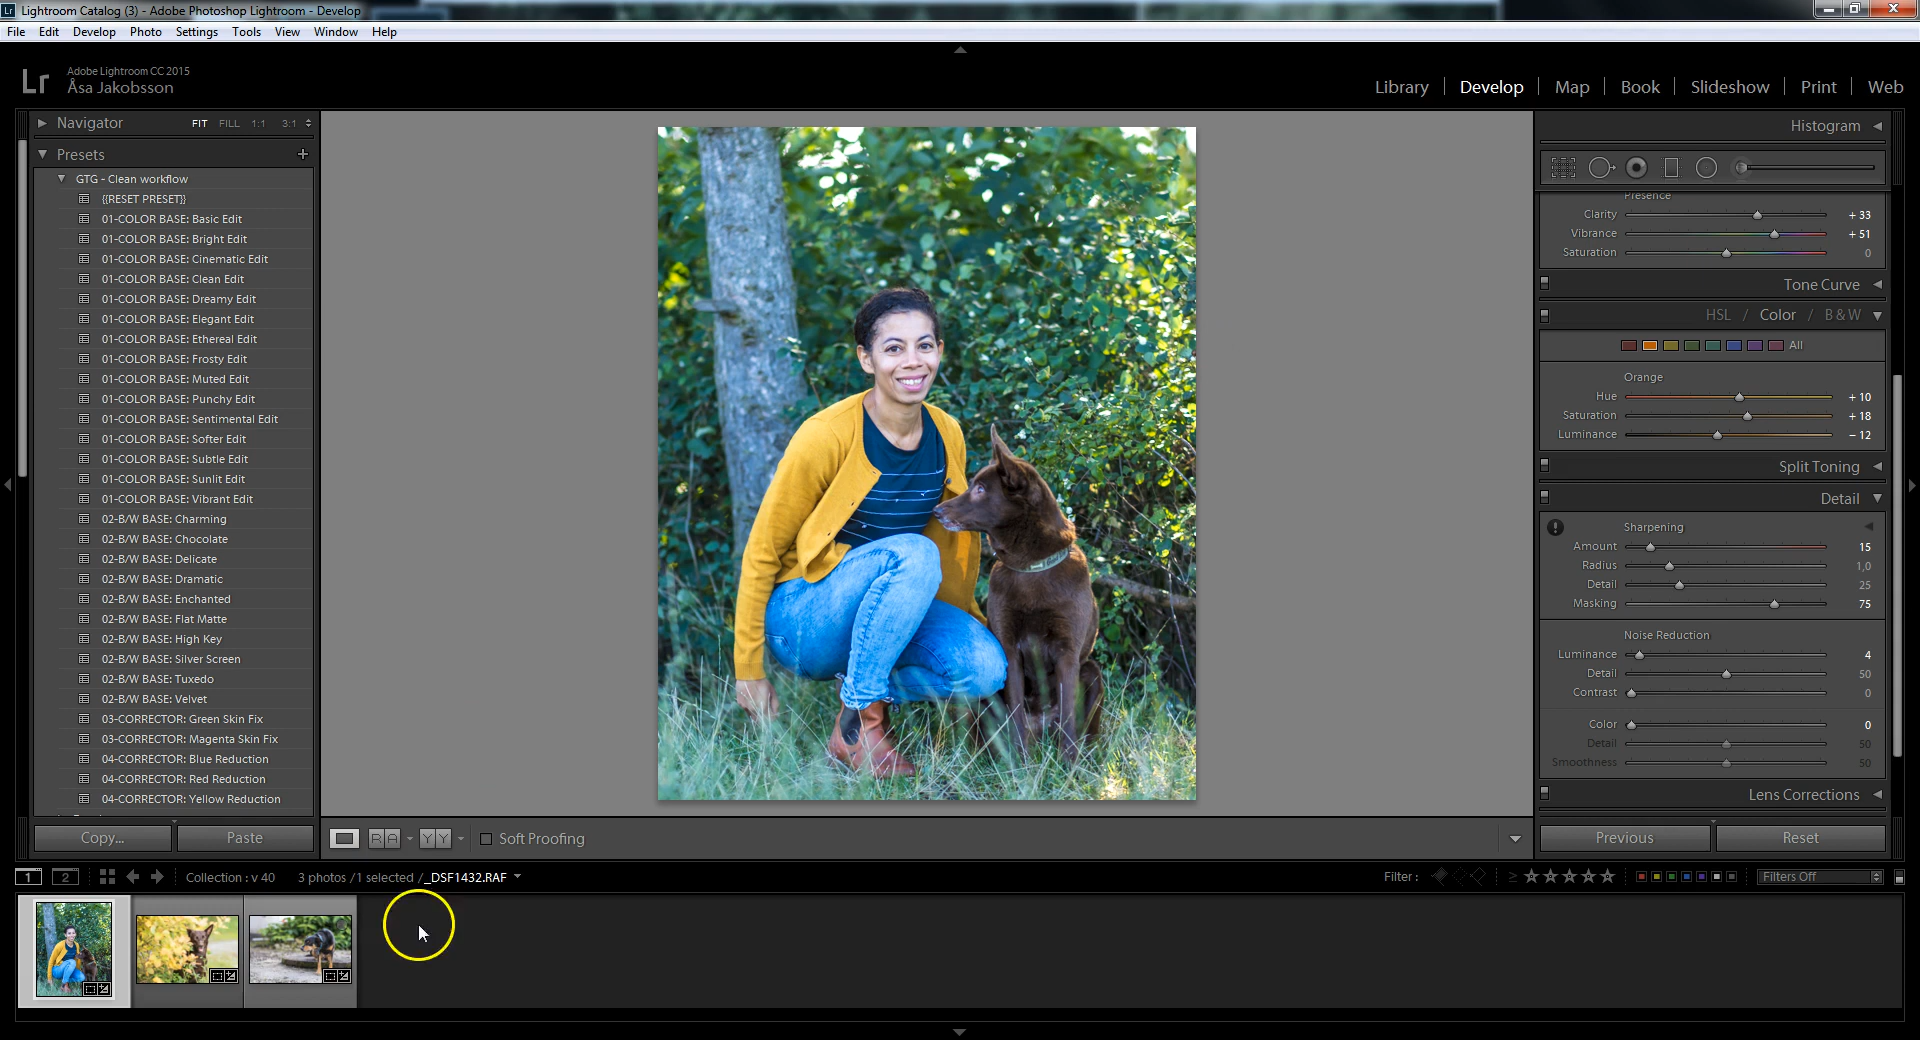 Lr Lightroom Catalog (3) - Adobe Photoshop Lightroom - Develop
File Edit Develop Photo Settings Tools View Window Help
Lr Adobe Lightroom CC 2015
Åsa Jakobsson
Library Develop Map Book Slideshow Print Web
Navigator FIT FILL 1:1 3:1
Presets +
GTG - Clean workflow
{{RESET PRESET}}
01-COLOR BASE: Basic Edit
01-COLOR BASE: Bright Edit
01-COLOR BASE: Cinematic Edit
01-COLOR BASE: Clean Edit
01-COLOR BASE: Dreamy Edit
01-COLOR BASE: Elegant Edit
01-COLOR BASE: Ethereal Edit
01-COLOR BASE: Frosty Edit
01-COLOR BASE: Muted Edit
01-COLOR BASE: Punchy Edit
01-COLOR BASE: Sentimental Edit
01-COLOR BASE: Softer Edit
01-COLOR BASE: Subtle Edit
01-COLOR BASE: Sunlit Edit
01-COLOR BASE: Vibrant Edit
02-B/W BASE: Charming
02-B/W BASE: Chocolate
02-B/W BASE: Delicate
02-B/W BASE: Dramatic
02-B/W BASE: Enchanted
02-B/W BASE: Flat Matte
02-B/W BASE: High Key
02-B/W BASE: Silver Screen
02-B/W BASE: Tuxedo
02-B/W BASE: Velvet
03-CORRECTOR: Green Skin Fix
03-CORRECTOR: Magenta Skin Fix
04-CORRECTOR: Blue Reduction
04-CORRECTOR: Red Reduction
04-CORRECTOR: Yellow Reduction
Copy... Paste
R A Y Y Soft Proofing
Histogram
Presence
Clarity + 33
Vibrance + 51
Saturation 0
Tone Curve
HSL / Color / B & W
All
Orange
Hue + 10
Saturation + 18
Luminance − 12
Split Toning
Detail
Sharpening
Amount 15
Radius 1,0
Detail 25
Masking 75
Noise Reduction
Luminance 4
Detail 50
Contrast 0
Color 0
Detail 50
Smoothness 50
Lens Corrections
Previous Reset
1 2 Collection : v 40 3 photos /1 selected /_DSF1432.RAF Filter : ≥ Filters Off